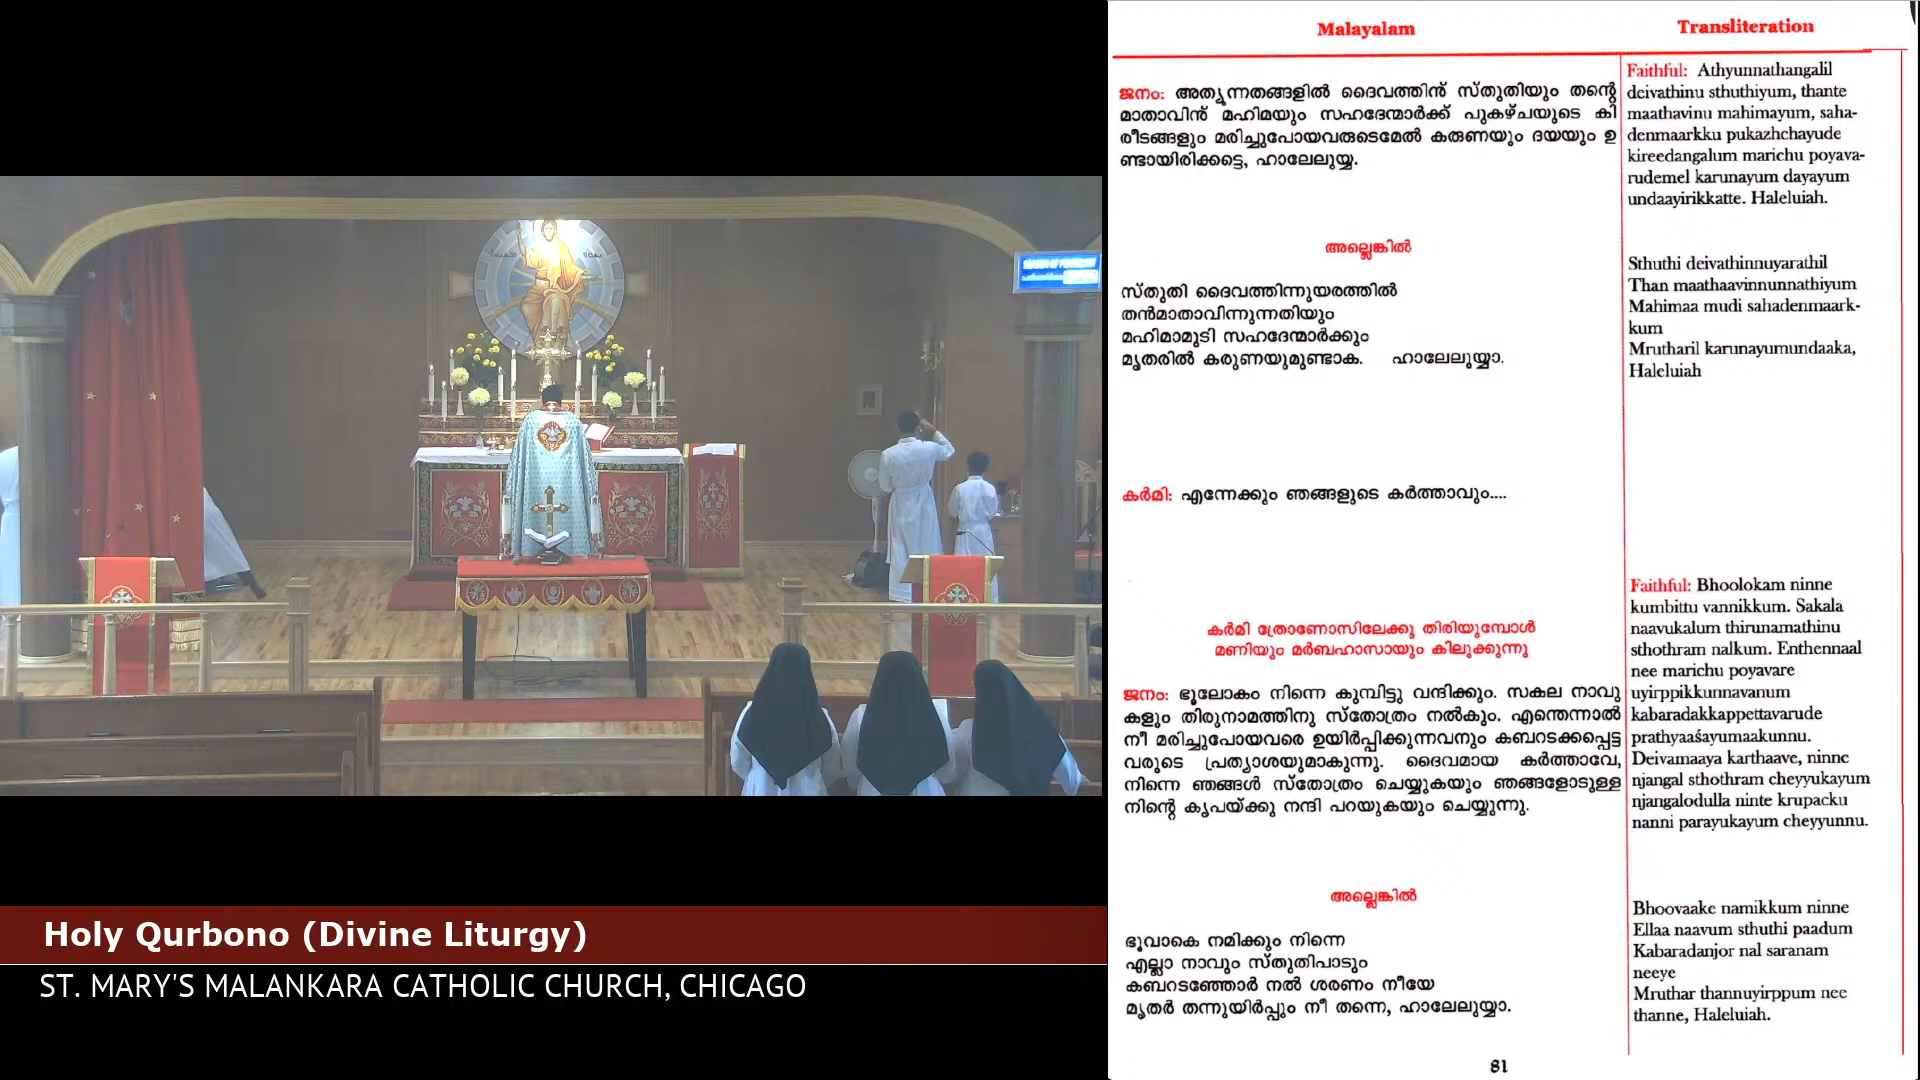 Malayalam
Transliteration
ജനം: അത്യുന്നതങ്ങളിൽ ദൈവത്തിന് സ്തുതിയും തന്റെ
മാതാവിന് മഹിമയും സഹദേന്മാർക്ക് പുകഴ്ചയുടെ കി
രീടങ്ങളും മരിച്ചുപോയവരുടെമേൽ കരുണയും ദയയും ഉ
ണ്ടായിരിക്കട്ടെ, ഹാലേലുയ്യ.
അല്ലെങ്കിൽ
സ്തുതി ദൈവത്തിന്നുയരത്തിൽ
തൻമാതാവിന്നുന്നതിയും
മഹിമാമുടി സഹദേന്മാർക്കും
മൃതരിൽ കരുണയുമുണ്ടാക. ഹാലേലുയ്യാ.
കർമി: എന്നേക്കും ഞങ്ങളുടെ കർത്താവും....
കർമി ത്രോണോസിലേക്കു തിരിയുമ്പോൾ
മണിയും മർബഹാസായും കിലുക്കുന്നു
ജനം: ഭൂലോകം നിന്നെ കുമ്പിട്ടു വന്ദിക്കും. സകല നാവു
കളും തിരുനാമത്തിനു സ്തോത്രം നൽകും. എന്തെന്നാൽ
നീ മരിച്ചുപോയവരെ ഉയിർപ്പിക്കുന്നവനും കബറടക്കപ്പെട്ട
വരുടെ പ്രത്യാശയുമാകുന്നു. ദൈവമായ കർത്താവേ,
നിന്നെ ഞങ്ങൾ സ്തോത്രം ചെയ്യുകയും ഞങ്ങളോടുള്ള
നിന്റെ കൃപയ്ക്കു നന്ദി പറയുകയും ചെയ്യുന്നു.
അല്ലെങ്കിൽ
ഭൂവാകെ നമിക്കും നിന്നെ
എല്ലാ നാവും സ്തുതിപാടും
കബറടഞ്ഞോർ നൽ ശരണം നീയേ
മൃതർ തന്നുയിർപ്പും നീ തന്നെ, ഹാലേലുയ്യാ.
Faithful: Athyunnathangalil
deivathinu sthuthiyum, thante
maathavinu mahimayum, saha-
denmaarkku pukazhchayude
kireedangalum marichu poyava-
rudemel karunayum dayayum
undaayirikkatte. Haleluiah.
Sthuthi deivathinnuyarathil
Than maathaavinnunnathiyum
Mahimaa mudi sahadenmaark-
kum
Mrutharil karunayumundaaka,
Haleluiah
Faithful: Bhoolokam ninne
kumbittu vannikkum. Sakala
naavukalum thirunamathinu
sthothram nalkum. Enthennaal
nee marichu poyavare
uyirppikkunnavanum
kabaradakkappettavarude
prathyaaśayumaakunnu.
Deivamaaya karthaave, ninne
njangal sthothram cheyyukayum
njangalodulla ninte krupacku
nanni parayukayum cheyyunnu.
Bhoovaake namikkum ninne
Ellaa naavum sthuthi paadum
Kabaradanjor nal saranam
neeye
Mruthar thannuyirppum nee
thanne, Haleluiah.
81
Holy Qurbono (Divine Liturgy)
ST. MARY'S MALANKARA CATHOLIC CHURCH, CHICAGO